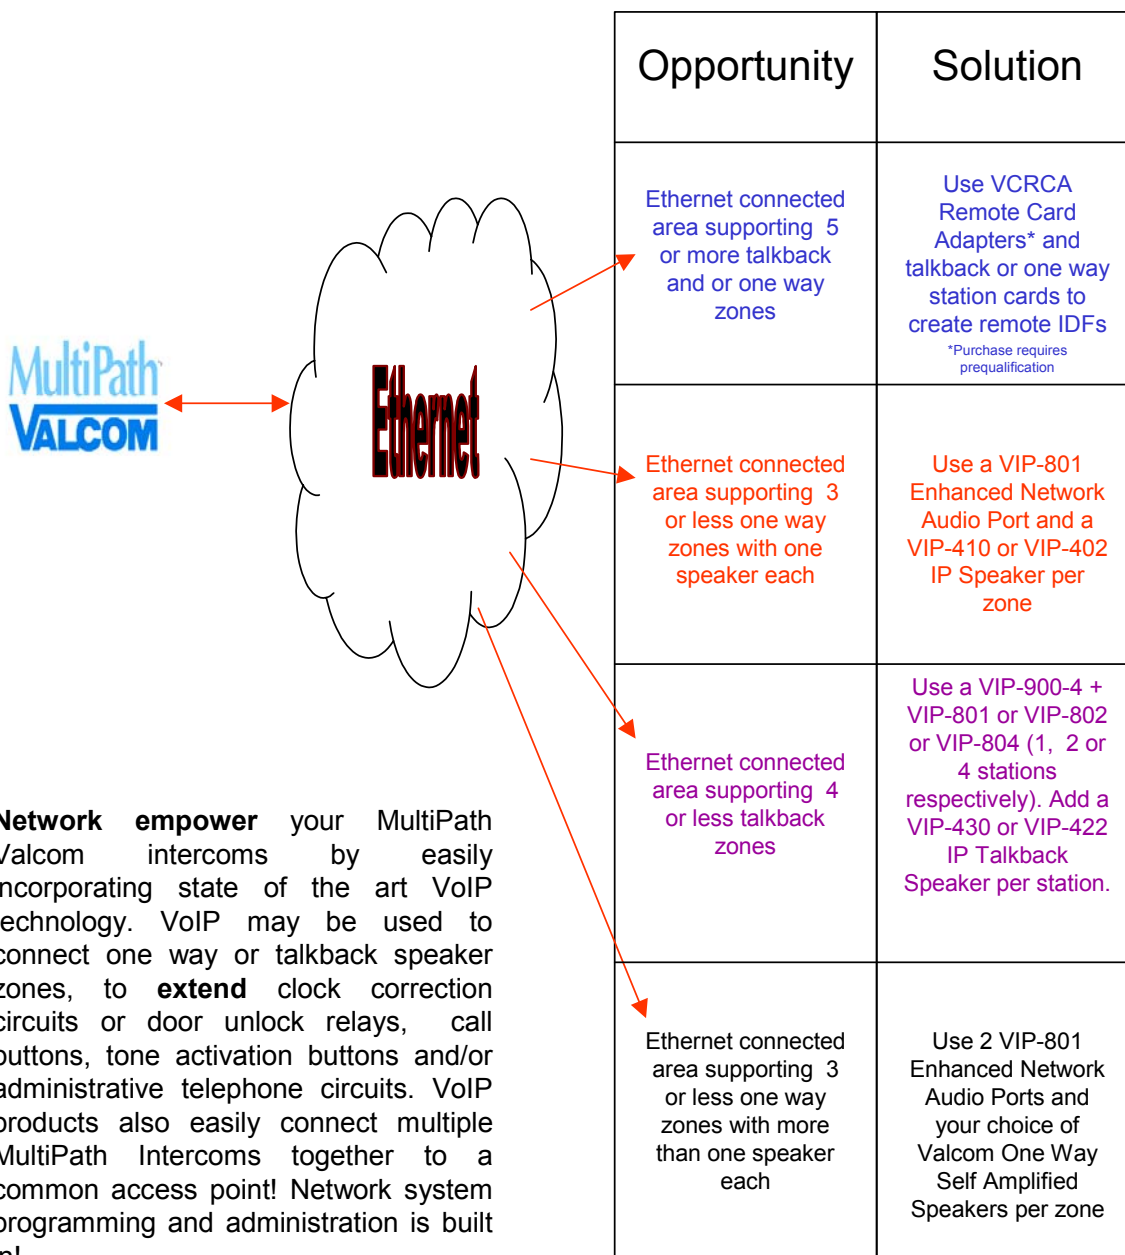 Opportunity
Solution
Ethernet connected
area supporting 5
or more talkback
and or one way
zones
Use VCRCA
Remote Card
Adapters* and
talkback or one way
station cards to
create remote IDFs
*Purchase requires
prequalification
MultiPath
VALCOM
Ethernet
Ethernet connected
area supporting 3
or less one way
zones with one
speaker each
Use a VIP-801
Enhanced Network
Audio Port and a
VIP-410 or VIP-402
IP Speaker per
zone
Ethernet connected
area supporting 4
or less talkback
zones
Use a VIP-900-4 +
VIP-801 or VIP-802
or VIP-804 (1, 2 or
4 stations
respectively). Add a
VIP-430 or VIP-422
IP Talkback
Speaker per station.
Network empower your MultiPath
Valcom intercoms by easily
incorporating state of the art VoIP
technology. VoIP may be used to
connect one way or talkback speaker
zones, to extend clock correction
circuits or door unlock relays, call
buttons, tone activation buttons and/or
administrative telephone circuits. VoIP
products also easily connect multiple
MultiPath Intercoms together to a
common access point! Network system
programming and administration is built
in!
Ethernet connected
area supporting 3
or less one way
zones with more
than one speaker
each
Use 2 VIP-801
Enhanced Network
Audio Ports and
your choice of
Valcom One Way
Self Amplified
Speakers per zone